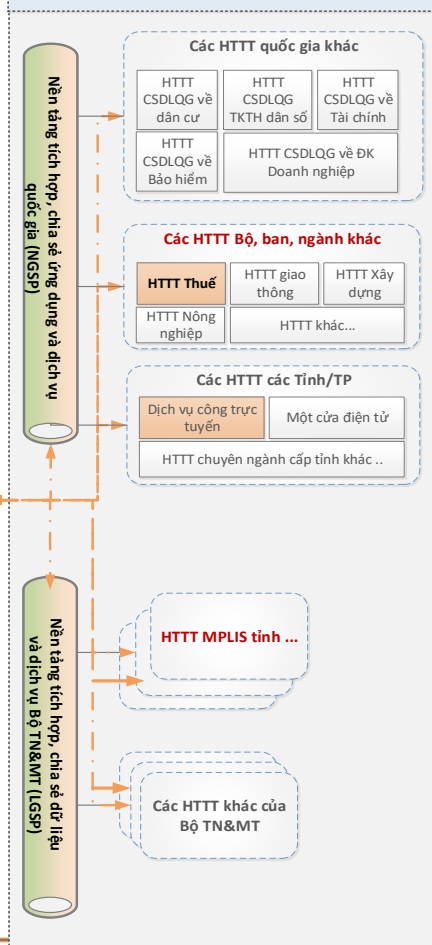 Nền tảng tích hợp, chia sẻ ứng dụng và dịch vụ
quốc gia (NGSP)
Các HTTT quốc gia khác
HTTT
CSDLQG về
dân cư
HTTT
CSDLQG
TKTH dân số
HTTT
CSDLQG về
Tài chính
HTTT
CSDLQG về
Bảo hiểm
HTTT CSDLQG về ĐK
Doanh nghiệp
Các HTTT Bộ, ban, ngành khác
HTTT Thuế
HTTT giao
thông
HTTT Xây
dựng
HTTT Nông
nghiệp
HTTT khác...
Các HTTT các Tỉnh/TP
Dịch vụ công trực
tuyến
Một cửa điện tử
HTTT chuyên ngành cấp tỉnh khác ..
Nền tảng tích hợp, chia sẻ dữ liệu
và dịch vụ Bộ TN&MT (LGSP)
HTTT MPLIS tỉnh ...
Các HTTT khác của
Bộ TN&MT